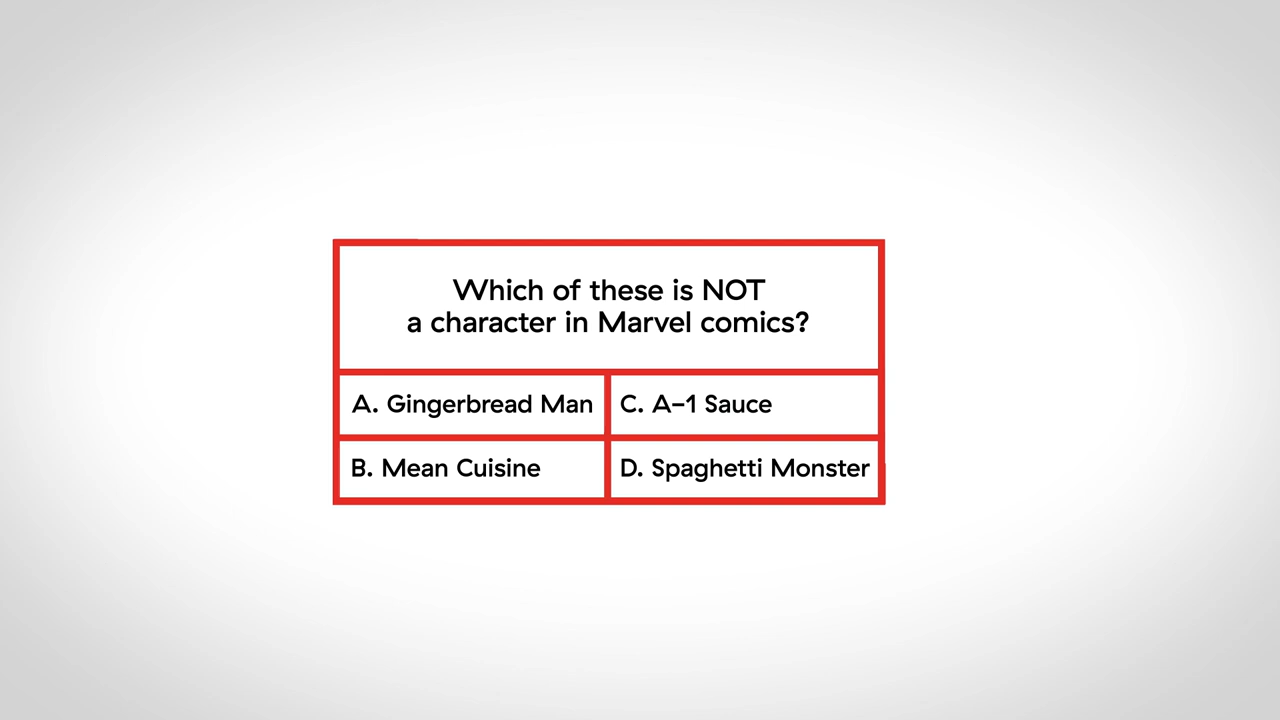 Which of these is NOT
a character in Marvel comics?
A. Gingerbread Man
C. A-1 Sauce
B. Mean Cuisine
D. Spaghetti Monster